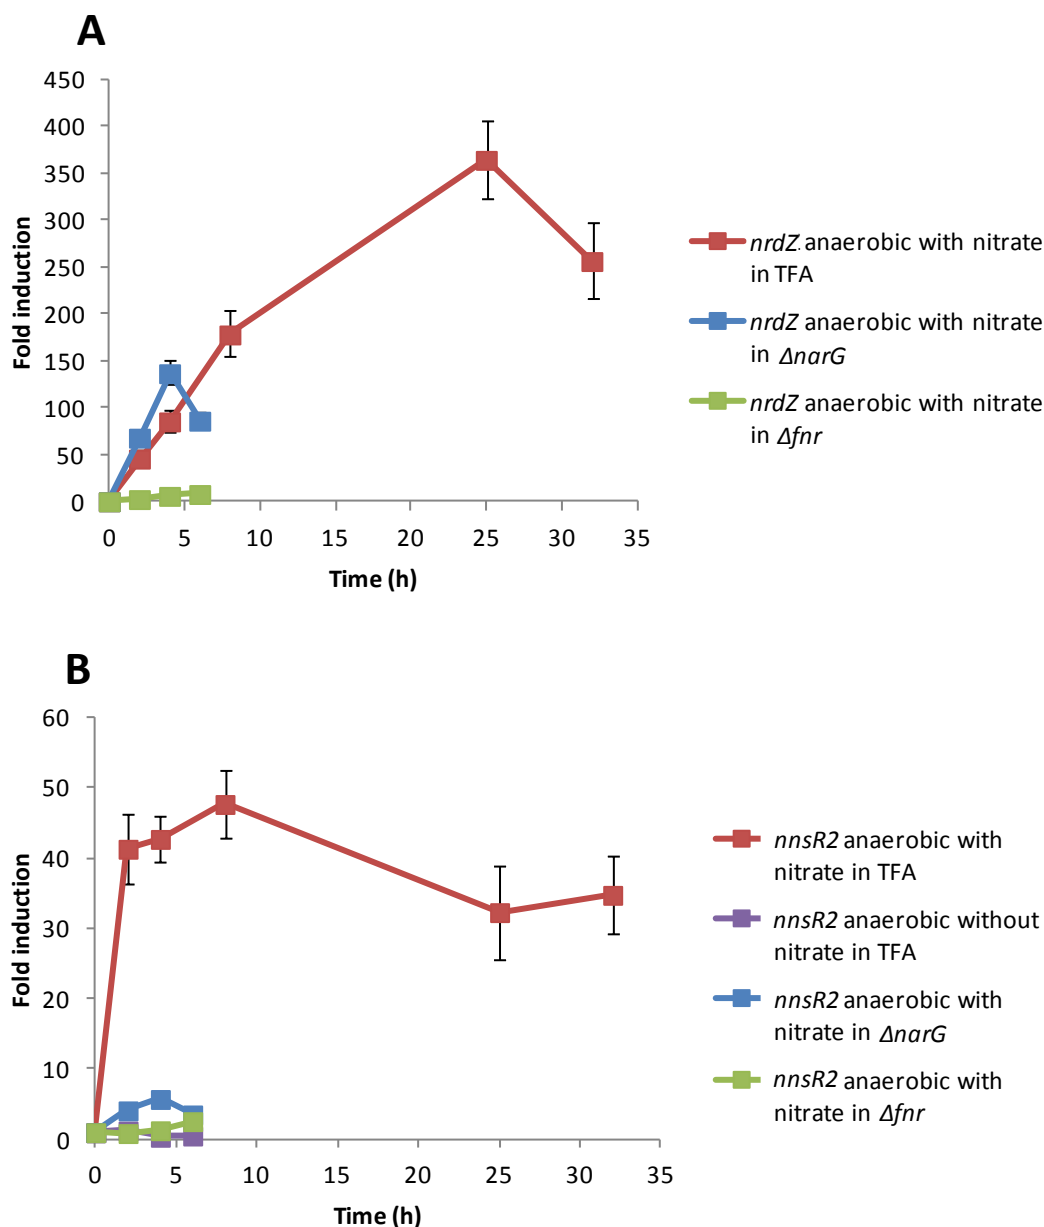 A
450
400
350
300
250
200
150
100
50
0
Fold induction
0 5 10 15 20 25 30 35
Time (h)
nrdZ anaerobic with nitrate
in TFA
nrdZ anaerobic with nitrate
in ΔnarG
nrdZ anaerobic with nitrate
in Δfnr
B
60
50
40
30
20
10
0
Fold induction
0 5 10 15 20 25 30 35
Time (h)
nnsR2 anaerobic with
nitrate in TFA
nnsR2 anaerobic without
nitrate in TFA
nnsR2 anaerobic with
nitrate in ΔnarG
nnsR2 anaerobic with
nitrate in Δfnr